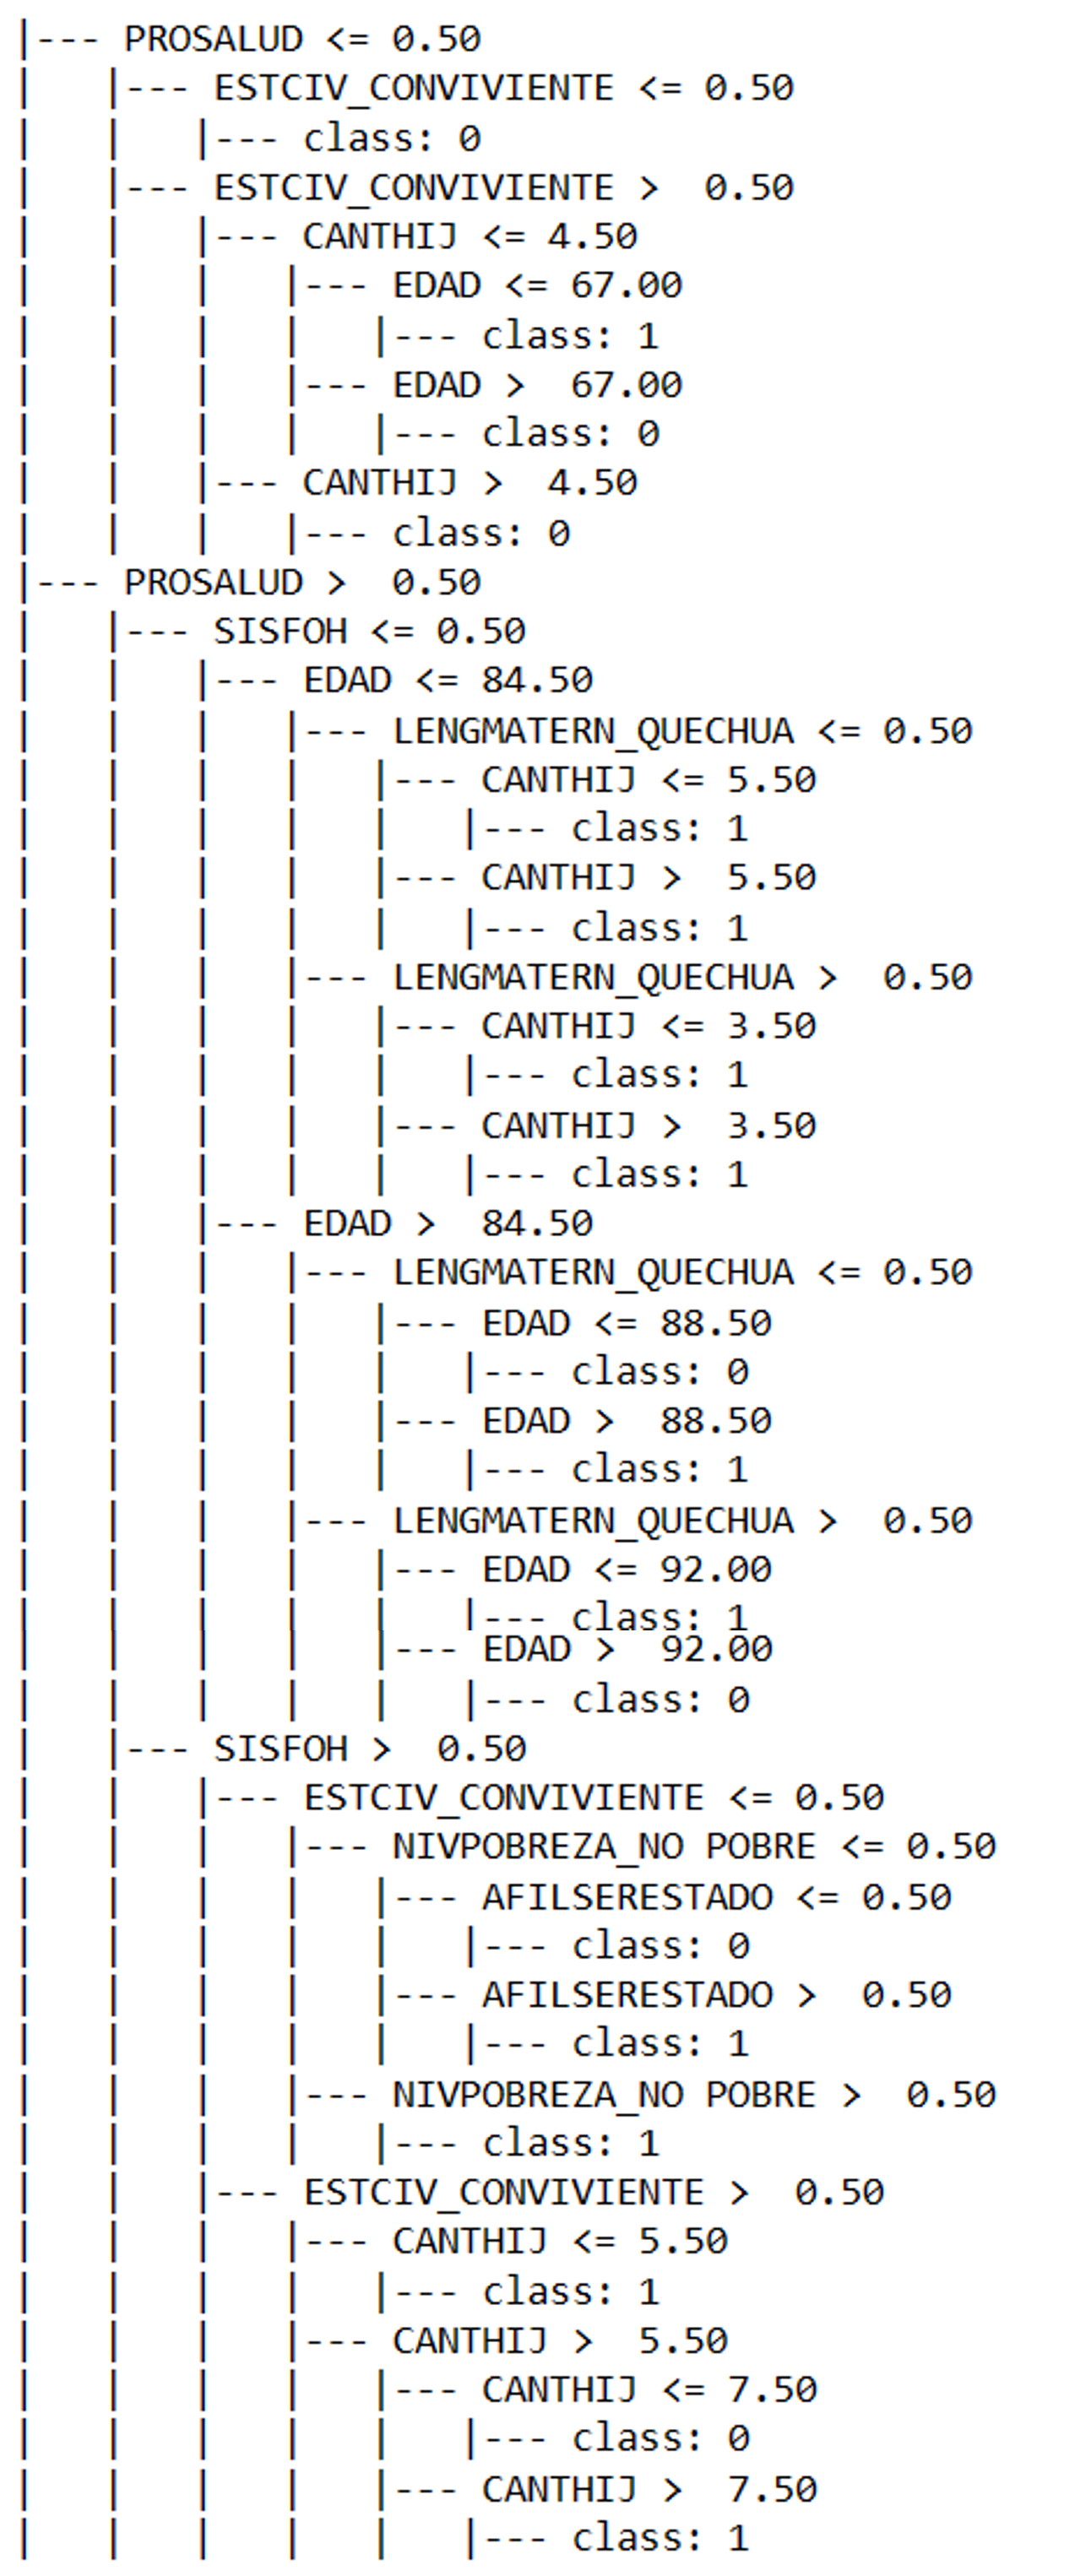 |--- PROSALUD <= 0.50
|   |--- ESTCIV_CONVIVIENTE <= 0.50
|   |   |--- class: 0
|   |--- ESTCIV_CONVIVIENTE >  0.50
|   |   |--- CANTHIJ <= 4.50
|   |   |   |--- EDAD <= 67.00
|   |   |   |   |--- class: 1
|   |   |   |--- EDAD >  67.00
|   |   |   |   |--- class: 0
|   |   |--- CANTHIJ >  4.50
|   |   |   |--- class: 0
|--- PROSALUD >  0.50
|   |--- SISFOH <= 0.50
|   |   |--- EDAD <= 84.50
|   |   |   |--- LENGMATERN_QUECHUA <= 0.50
|   |   |   |   |--- CANTHIJ <= 5.50
|   |   |   |   |   |--- class: 1
|   |   |   |   |--- CANTHIJ >  5.50
|   |   |   |   |   |--- class: 1
|   |   |   |--- LENGMATERN_QUECHUA >  0.50
|   |   |   |   |--- CANTHIJ <= 3.50
|   |   |   |   |   |--- class: 1
|   |   |   |   |--- CANTHIJ >  3.50
|   |   |   |   |   |--- class: 1
|   |   |--- EDAD >  84.50
|   |   |   |--- LENGMATERN_QUECHUA <= 0.50
|   |   |   |   |--- EDAD <= 88.50
|   |   |   |   |   |--- class: 0
|   |   |   |   |--- EDAD >  88.50
|   |   |   |   |   |--- class: 1
|   |   |   |--- LENGMATERN_QUECHUA >  0.50
|   |   |   |   |--- EDAD <= 92.00
|   |   |   |   |   |--- class: 1
|   |   |   |   |--- EDAD >  92.00
|   |   |   |   |   |--- class: 0
|   |--- SISFOH >  0.50
|   |   |--- ESTCIV_CONVIVIENTE <= 0.50
|   |   |   |--- NIVPOBREZA_NO POBRE <= 0.50
|   |   |   |   |--- AFILSERESTADO <= 0.50
|   |   |   |   |   |--- class: 0
|   |   |   |   |--- AFILSERESTADO >  0.50
|   |   |   |   |   |--- class: 1
|   |   |   |--- NIVPOBREZA_NO POBRE >  0.50
|   |   |   |   |--- class: 1
|   |   |--- ESTCIV_CONVIVIENTE >  0.50
|   |   |   |--- CANTHIJ <= 5.50
|   |   |   |   |--- class: 1
|   |   |   |--- CANTHIJ >  5.50
|   |   |   |   |--- CANTHIJ <= 7.50
|   |   |   |   |   |--- class: 0
|   |   |   |   |--- CANTHIJ >  7.50
|   |   |   |   |   |--- class: 1